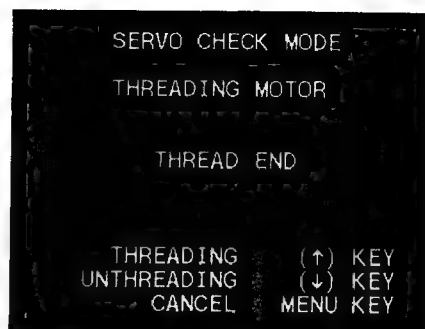 SERVO CHECK MODE
THREADING MOTOR
THREAD END
THREADING (↑) KEY
UNTHREADING (↓) KEY
CANCEL MENU KEY